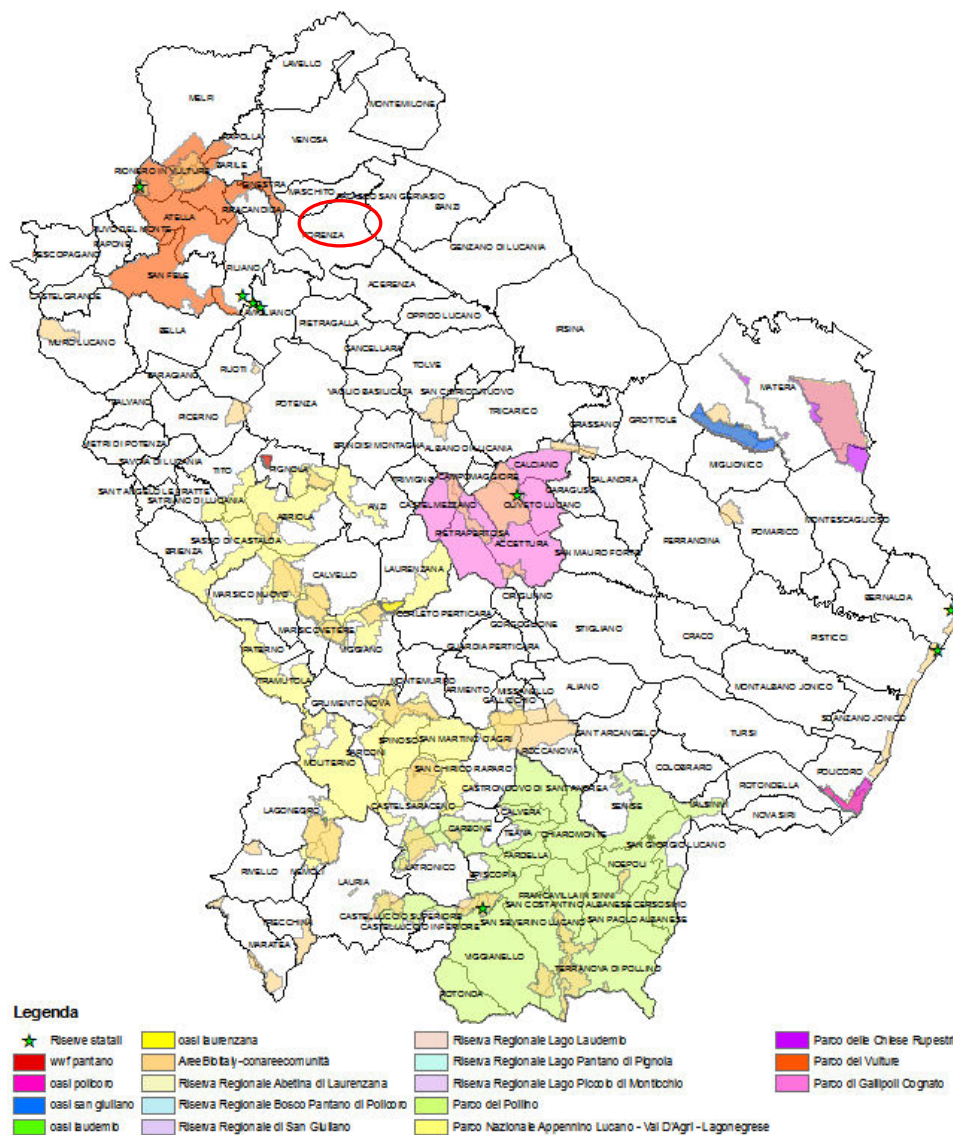 LAVELLO
MELFI
MONTEMILONE
RAPOLLA
VENOSA
BARILE
RIONERO IN VULTURE
GINESTRA
MASCHITO
PALAZZO SAN GERVASIO
BANZI
RIPACANDIDA
ATELLA
RUVO DEL MONTE
FORENZA
GENZANO DI LUCANIA
RAPONE
PESCOPAGANO
SAN FELE
FILIANO
ACERENZA
CASTELGRANDE
AVIGLIANO
PIETRAGALLA
OPPIDO LUCANO
IRSINA
BELLA
MURO LUCANO
CANCELLARA
TOLVE
BARAGIANO
RUOTI
VAGLIO BASILICATA
SAN CHIRICO NUOVO
MATERA
BALVANO
POTENZA
TRICARICO
PICERNO
GRASSANO
GROTTOLE
VIETRI DI POTENZA
BRINDISI MONTAGNA
ALBANO DI LUCANIA
SAVOIA DI LUCANIA
TITO
PIGNOLA
CALCIANO
MIGLIONICO
TRIVIGNO
CAMPOMAGGIORE
GARAGUSO
SALANDRA
SANT'ANGELO LE FRATTE
SATRIANO DI LUCANIA
ANZI
CASTELMEZZANO
OLIVETO LUCANO
ABRIOLA
PIETRAPERTOSA
MONTESCAGLIOSO
SASSO DI CASTALDA
ACCETTURA
FERRANDINA
POMARICO
BRIENZA
SAN MAURO FORTE
CALVELLO
LAURENZANA
BERNALDA
MARSICO NUOVO
CIRIGLIANO
CORLETO PERTICARA
GORGOGLIONE
STIGLIANO
MARSICOVETERE
CRACO
PISTICCI
PATERNO
VIGGIANO
GUARDIA PERTICARA
TRAMUTOLA
MONTEMURRO
ARMENTO
MISSANELLO
ALIANO
MONTALBANO JONICO
GALLICCHIO
GRUMENTO NOVA
SCANZANO JONICO
SPINOSO
SAN MARTINO D'AGRI
SANT'ARCANGELO
TURSI
SARCONI
ROCCANOVA
MOLITERNO
SAN CHIRICO RAPARO
COLOBRARO
POLICORO
CASTRONUOVO DI SANT'ANDREA
ROTONDELLA
LAGONEGRO
CASTELSARACENO
SENISE
VALSINNI
CALVERA
NOVA SIRI
CARBONE
TEANA
CHIAROMONTE
SAN GIORGIO LUCANO
FARDELLA
NOEPOLI
RIVELLO
NEMOLI
LATRONICO
EPISCOPIA
LAURIA
FRANCAVILLA IN SINNI
SAN COSTANTINO ALBANESE
CERSOSIMO
TRECCHINA
CASTELLUCCIO SUPERIORE
CASTELLUCCIO INFERIORE
SAN SEVERINO LUCANO
SAN PAOLO ALBANESE
MARATEA
VIGGIANELLO
TERRANOVA DI POLLINO
ROTONDA
Legenda
Riserve statali
wwf pantano
oasi policoro
oasi san giuliano
oasi laudemio
oasi laurenzana
AreeBioItaly-conareecomunità
Riserva Regionale Abetina di Laurenzana
Riserva Regionale Bosco Pantano di Policoro
Riserva Regionale di San Giuliano
Riserva Regionale Lago Laudemio
Riserva Regionale Lago Pantano di Pignola
Riserva Regionale Lago Piccolo di Monticchio
Parco del Pollino
Parco Nazionale Appennino Lucano - Val D'Agri - Lagonegrese
Parco delle Chiese Rupestri
Parco del Vulture
Parco di Gallipoli Cognato